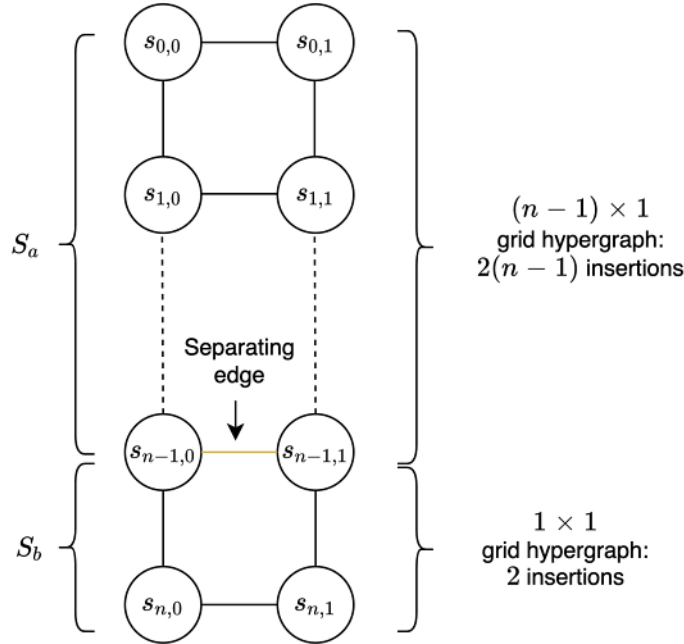 s_{0,0} s_{0,1}
s_{1,0} s_{1,1}
S_a
(n − 1) × 1
grid hypergraph:
2(n − 1) insertions
Separating
edge
s_{n−1,0} s_{n−1,1}
S_b
1 × 1
grid hypergraph:
2 insertions
s_{n,0} s_{n,1}